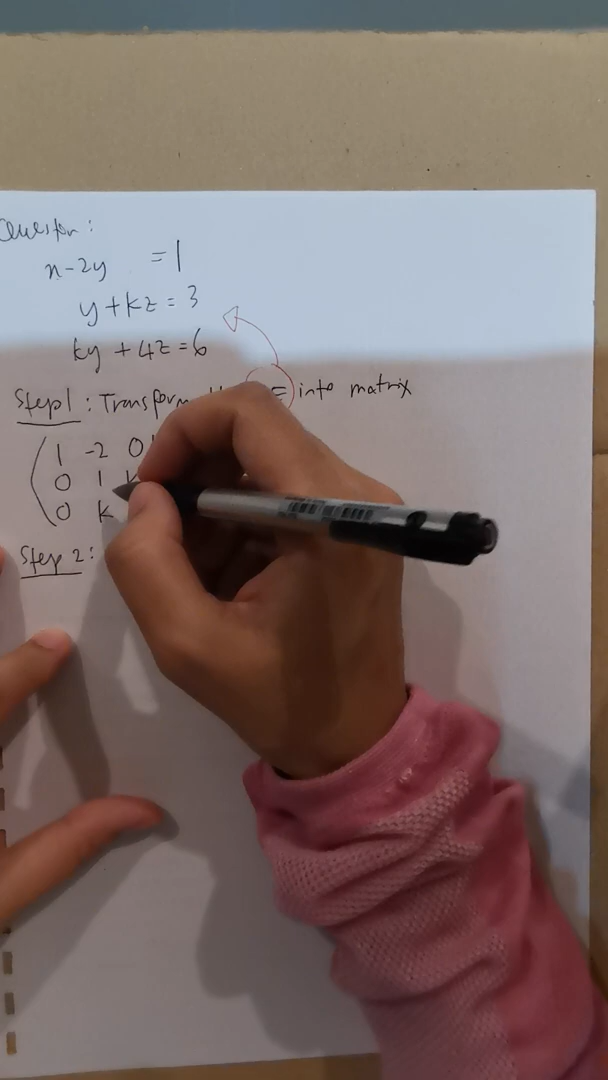 Question:
x-2y =1
y+kz=3
ky+4z=6
Step1: Transform into matrix
1 -2 0
0 1 k
0 k
Step 2: